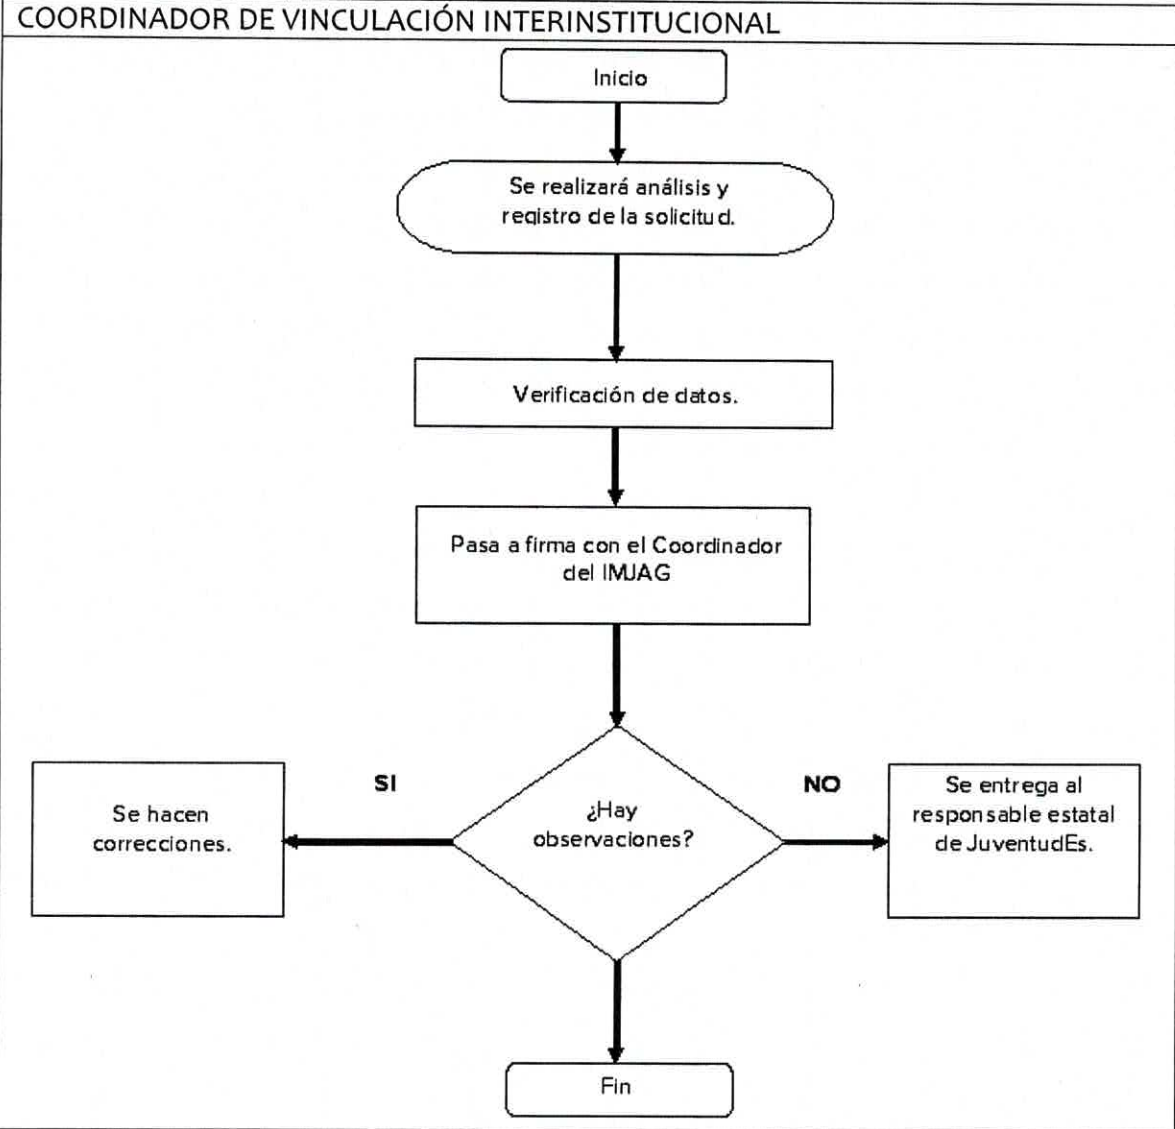 COORDINADOR DE VINCULACIÓN INTERINSTITUCIONAL
Inicio
Se realizará análisis y
registro de la solicitud.
Verificación de datos.
Pasa a firma con el Coordinador
del IMJAG
¿Hay
observaciones?
SI
Se hacen
correcciones.
NO
Se entrega al
responsable estatal
de JuventudEs.
Fin